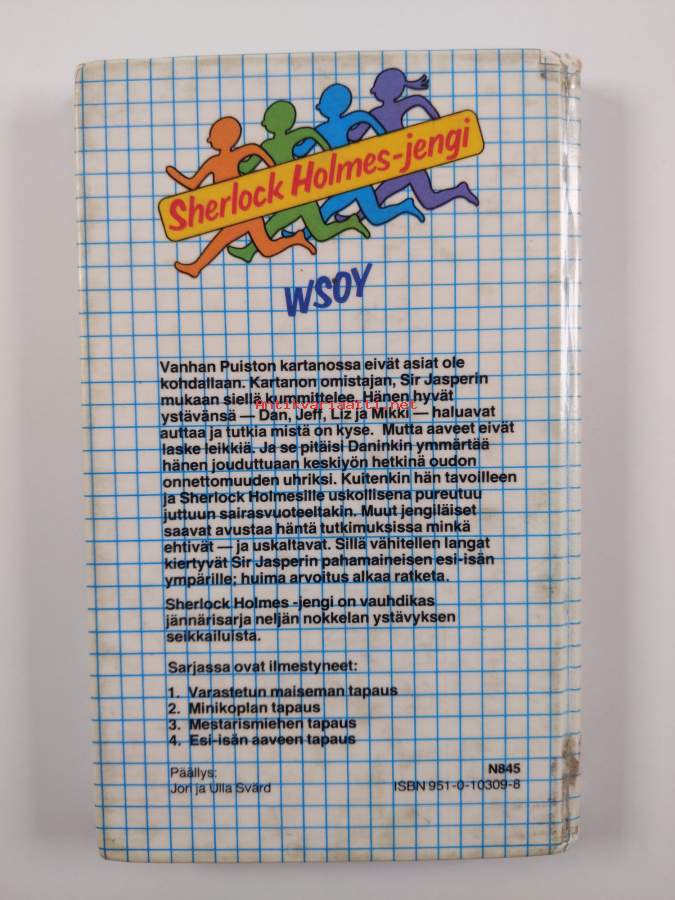 Sherlock Holmes-jengi
WSOY
Vanhan Puiston kartanossa eivät asiat ole
kohdallaan. Kartanon omistajan, Sir Jasperin
mukaan siellä kummittelee. Hänen hyvät
Antikvariaatti.net
ystävänsä — Dan, Jeff, Liz ja Mikki — haluavat
auttaa ja tutkia mistä on kyse. Mutta aaveet eivät
laske leikkiä. Ja se pitäisi Daninkin ymmärtää
hänen jouduttuaan keskiyön hetkinä oudon
onnettomuuden uhriksi. Kuitenkin hän tavoilleen
ja Sherlock Holmesille uskollisena pureutuu
juttuun sairasvuoteeltakin. Muut jengiläiset
saavat avustaa häntä tutkimuksissa minkä
ehtivät — ja uskaltavat. Sillä vähitellen langat
kiertyvät Sir Jasperin pahamaineisen esi-isän
ympärille; huima arvoitus alkaa ratketa.
Sherlock Holmes -jengi on vauhdikas
jännärisarja neljän nokkelan ystävyksen
seikkailuista.
Sarjassa ovat ilmestyneet:
1. Varastetun maiseman tapaus
2. Minikoplan tapaus
3. Mestarismiehen tapaus
4. Esi-isän aaveen tapaus
Päällys:
Jori ja Ulla Svärd
N845
ISBN 951-0-10309-8